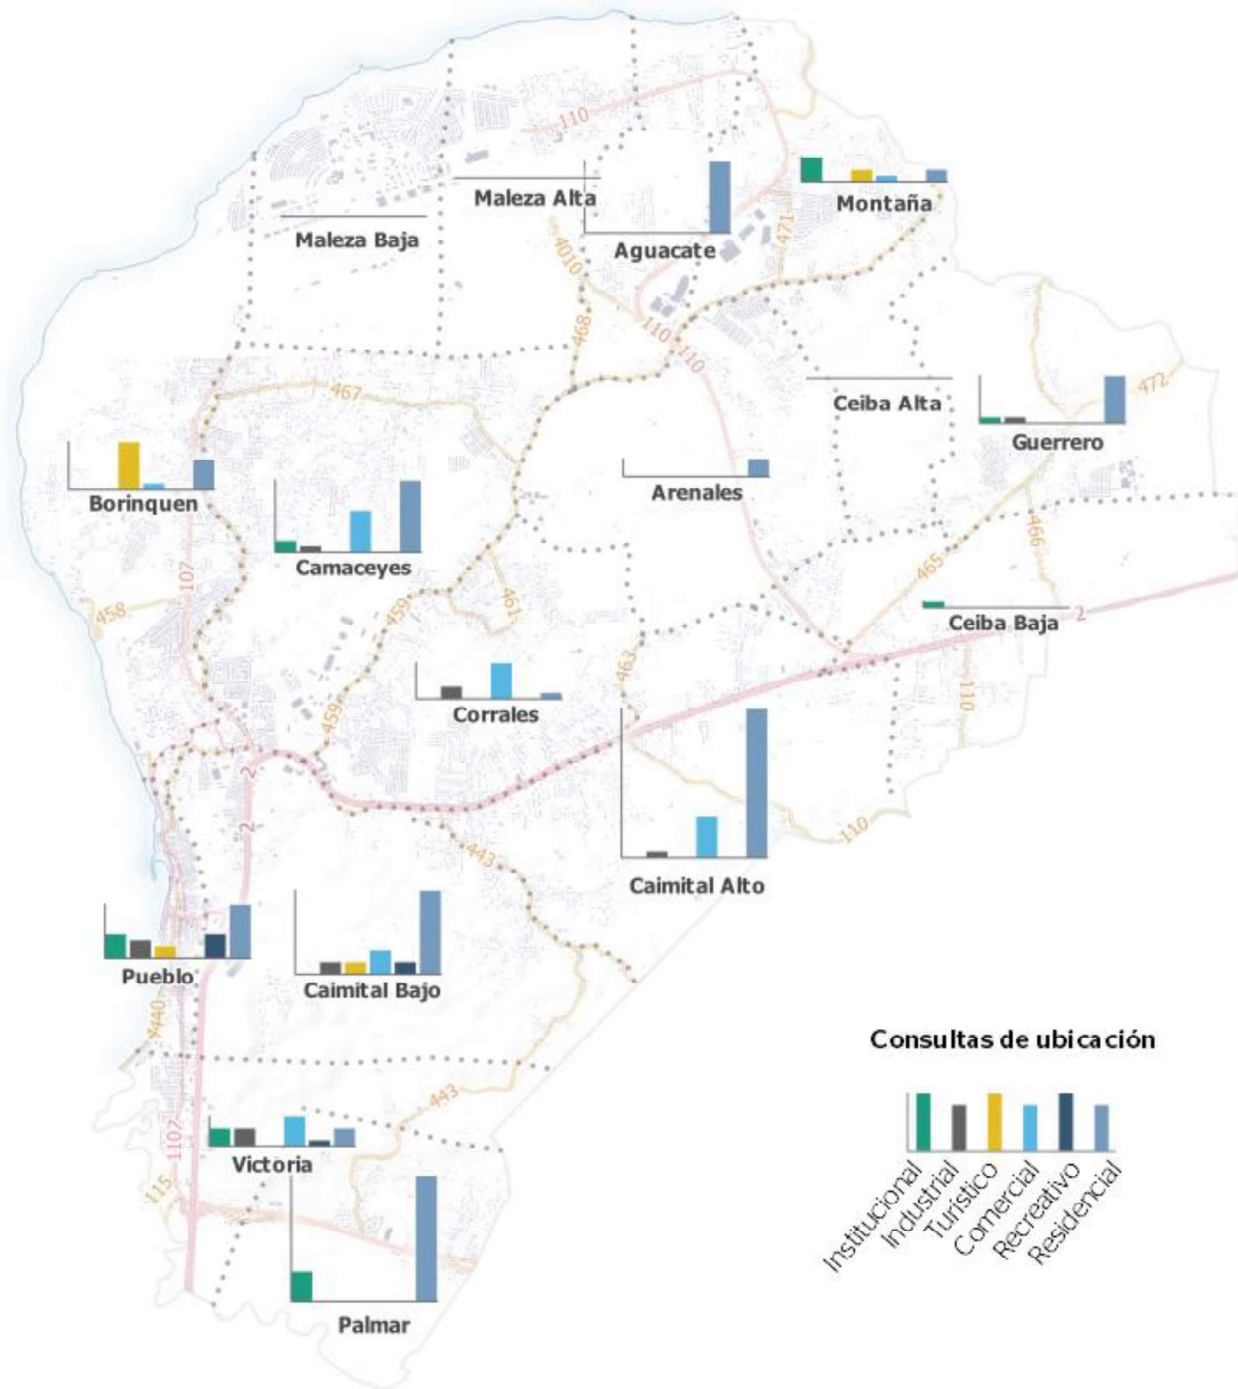 110
Montaña
Maleza Alta
471
Maleza Baja
Aguacate
4010
468
110
110
467
472
Ceiba Alta
Guerrero
Borinquen
Arenales
Camaceyes
466
107
465
458
459
461
2
Ceiba Baja
463
110
Corrales
459
2
2
110
443
Caimital Alto
Pueblo
Caimital Bajo
4440
Consultas de ubicación
443
1107
Victoria
115
Institucional
Industrial
Turístico
Comercial
Recreativo
Residencial
Palmar